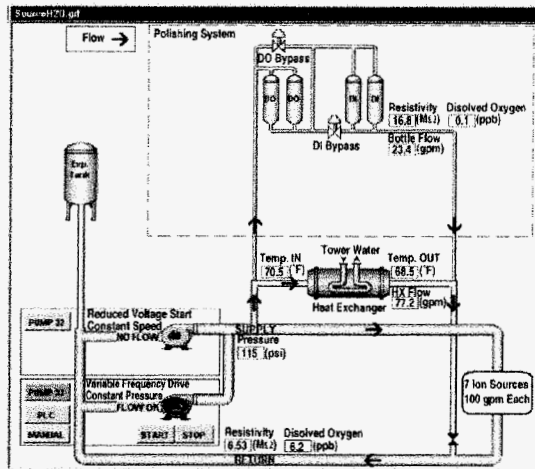 SourceH2O.grf
Flow
Polishing System
DO Bypass
DO
DO
DI
DI
Resistivity
16.8 (MΩ)
Disolved Oxygen
0.1 (ppb)
Di Bypass
Bottle Flow
23.4 (gpm)
Exp.
Tank
Temp. IN
70.5 (°F)
Tower Water
Temp. OUT
68.5 (°F)
Heat Exchanger
HX Flow
77.2 (gpm)
PUMP 32
Reduced Voltage Start
Constant Speed
NO FLOW
SUPPLY
Pressure
115 (psi)
Variable Frequency Drive
Constant Pressure
FLOW OK
PLC
MANUAL
START
STOP
7 Ion Sources
100 gpm Each
Resistivity
6.53 (MΩ)
Disolved Oxygen
6.2 (ppb)
RETURN